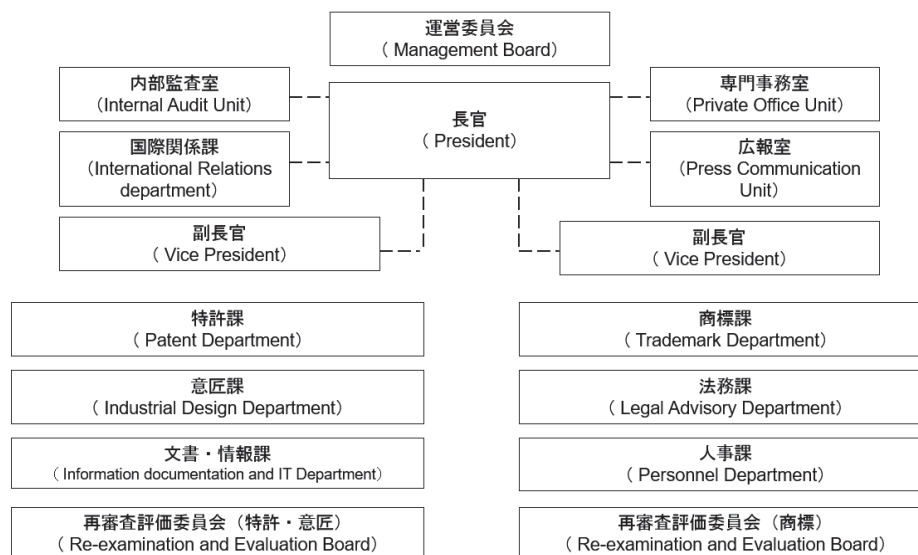 運営委員会
（ Management Board）
内部監査室
(Internal Audit Unit）
専門事務室
(Private Office Unit）
長官
（ President）
国際関係課
(International Relations
department）
広報室
(Press Communication
Unit）
副長官
（ Vice President）
副長官
（ Vice President）
特許課
（ Patent Department）
商標課
（ Trademark Department）
意匠課
（ Industrial Design Department）
法務課
（ Legal Advisory Department）
文書・情報課
（ Information documentation and IT Department）
人事課
（ Personnel Department）
再審査評価委員会（特許・意匠）
（ Re-examination and Evaluation Board）
再審査評価委員会（商標）
（ Re-examination and Evaluation Board）